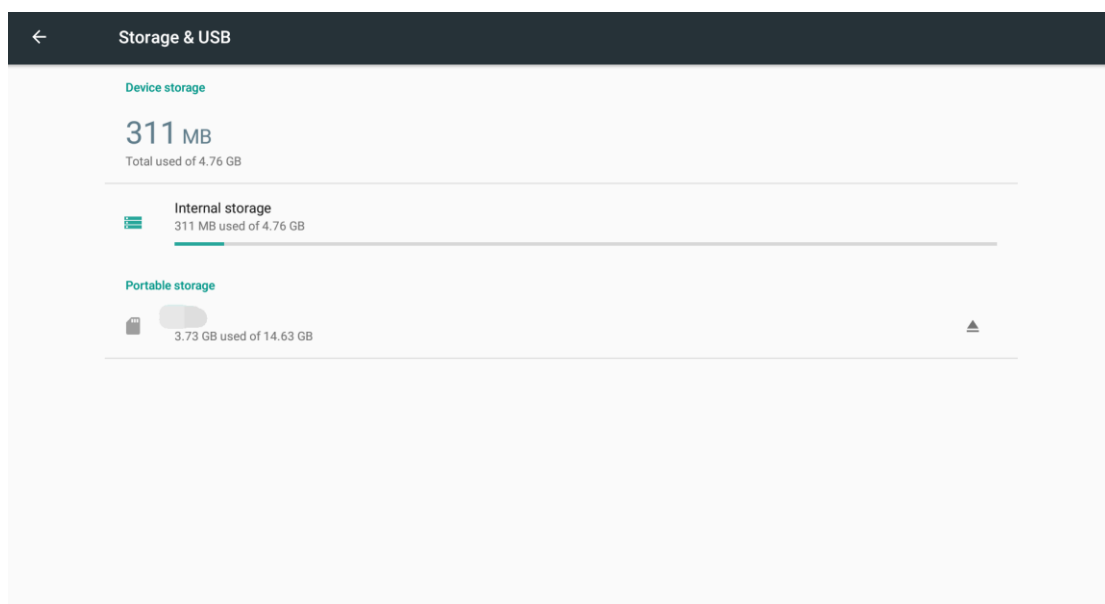 Storage & USB
Device storage
311 MB
Total used of 4.76 GB
Internal storage
311 MB used of 4.76 GB
Portable storage
3.73 GB used of 14.63 GB